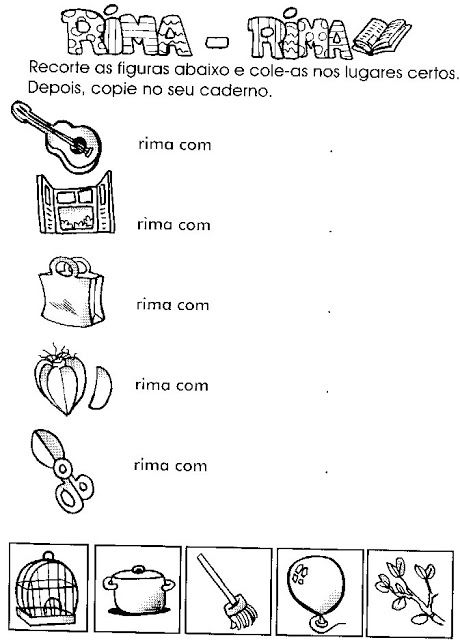 RIMA - RIMA
Recorte as figuras abaixo e cole-as nos lugares certos.
Depois, copie no seu caderno.
rima com .
rima com .
rima com .
rima com .
rima com .